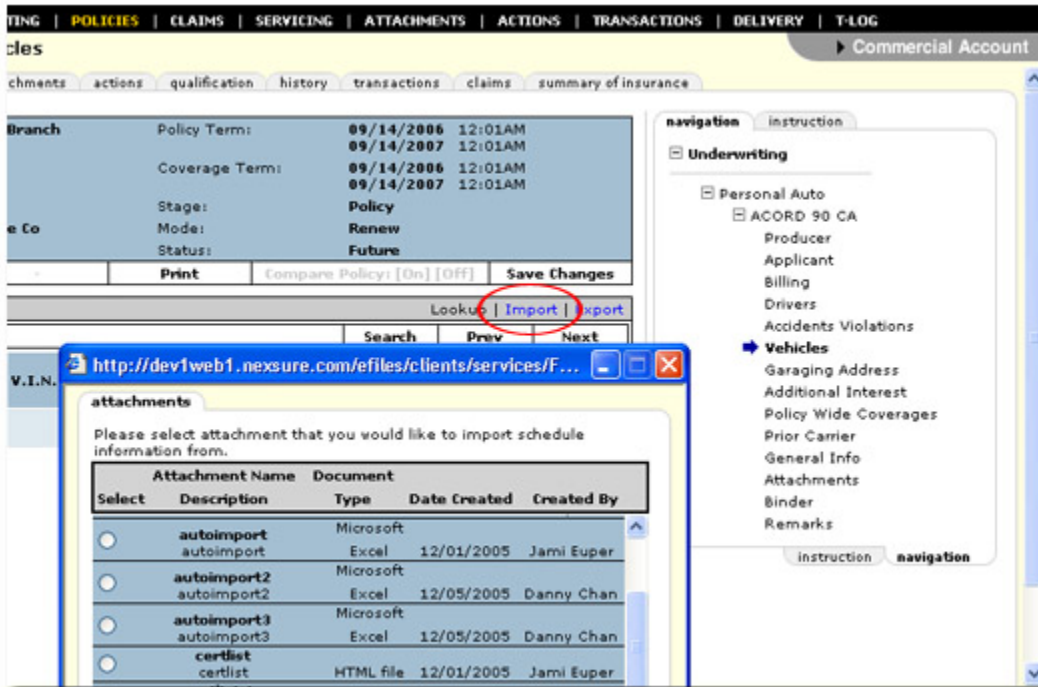 TING | POLICIES | CLAIMS | SERVICING | ATTACHMENTS | ACTIONS | TRANSACTIONS | DELIVERY | T-LOG
cles
Commercial Account
chments actions qualification history transactions claims summary of insurance
Branch Policy Term: 09/14/2006 12:01AM
09/14/2007 12:01AM
Coverage Term: 09/14/2006 12:01AM
09/14/2007 12:01AM
Stage: Policy
e Co Mode: Renew
Status: Future
- Print Compare Policy: [On] [Off] Save Changes
Lookup | Import | Export
Search Prev Next
V.I.N.
navigation instruction
Underwriting
Personal Auto
ACORD 90 CA
Producer
Applicant
Billing
Drivers
Accidents Violations
Vehicles
Garaging Address
Additional Interest
Policy Wide Coverages
Prior Carrier
General Info
Attachments
Binder
Remarks
instruction navigation
http://dev1web1.nexsure.com/efiles/clients/services/F...
attachments
Please select attachment that you would like to import schedule
information from.
Attachment Name Document
Select Description Type Date Created Created By
autoimport Microsoft
autoimport Excel 12/01/2005 Jami Euper
autoimport2 Microsoft
autoimport2 Excel 12/05/2005 Danny Chan
autoimport3 Microsoft
autoimport3 Excel 12/05/2005 Danny Chan
certlist
certlist HTML file 12/01/2005 Jami Euper